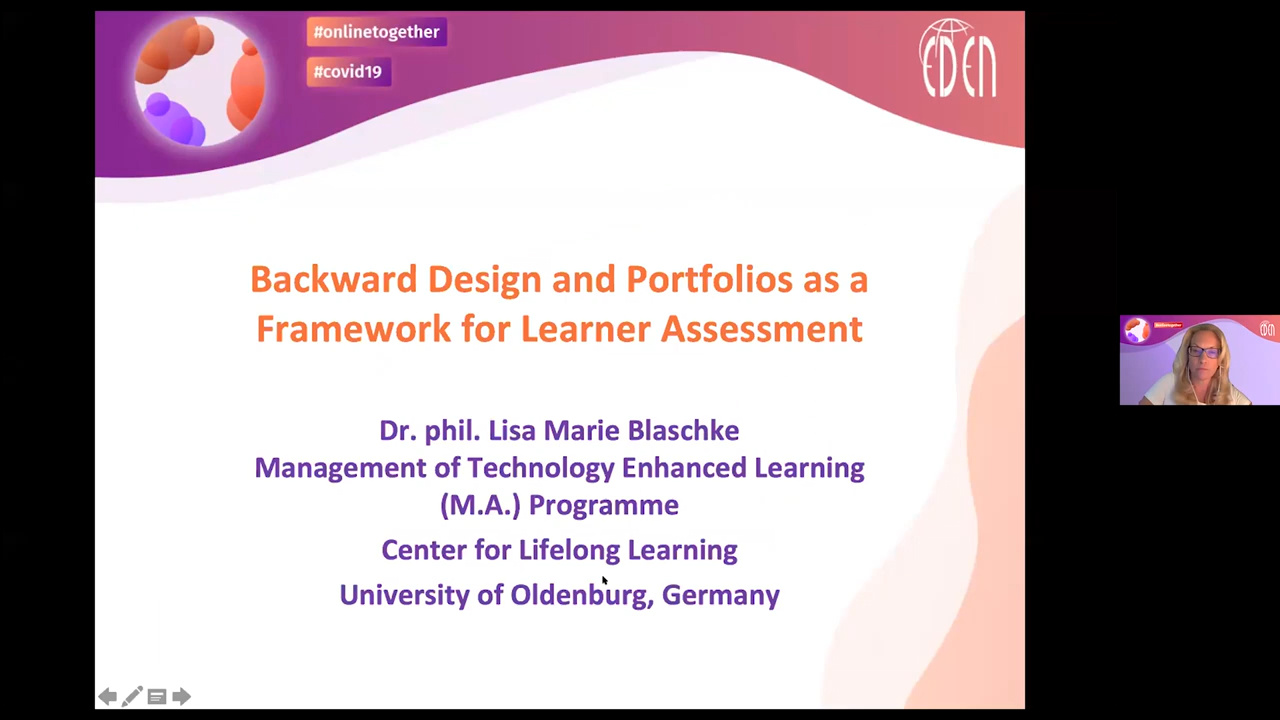 #onlinetogether
#covid19
EDEN
Backward Design and Portfolios as a
Framework for Learner Assessment
Dr. phil. Lisa Marie Blaschke
Management of Technology Enhanced Learning
(M.A.) Programme
Center for Lifelong Learning
University of Oldenburg, Germany